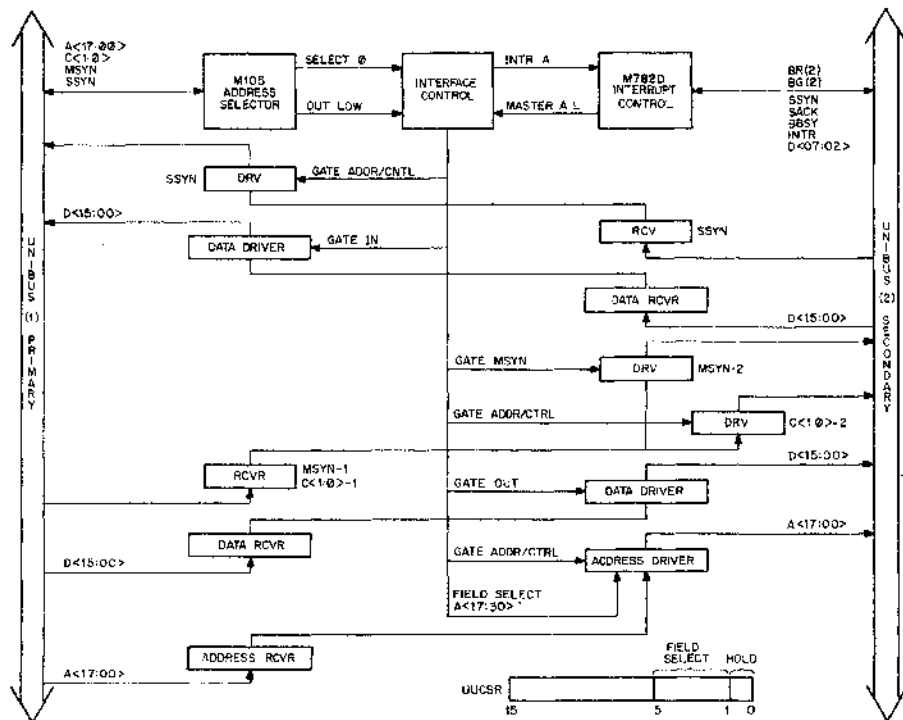 A<17:00>
C<1:0>
MSYN
SSYN
M105
ADDRESS
SELECTOR
SELECT 0
OUT LOW
INTERFACE
CONTROL
INTR A
MASTER A L
M782D
INTERRUPT
CONTROL
BR(2)
BG(2)
SSYN
SACK
BBSY
INTR
D<07:02>
SSYN
DRV
GATE ADDR/CNTL
D<15:00>
DATA DRIVER
GATE IN
RCV
SSYN
DATA RCVR
D<15:00>
UNIBUS (1) PRIMARY
UNIBUS (2) SECONDARY
GATE MSYN
DRV
MSYN-2
GATE ADDR/CTRL
DRV
C<1:0>-2
RCVR
MSYN-1
C<1:0>-1
D<15:00>
GATE OUT
DATA DRIVER
DATA RCVR
D<15:00>
A<17:00>
GATE ADDR/CTRL
ADDRESS DRIVER
FIELD SELECT
ADDRESS RCVR
A<17:00>
FIELD
SELECT
HOLD
UUCSR
15
5
1
0